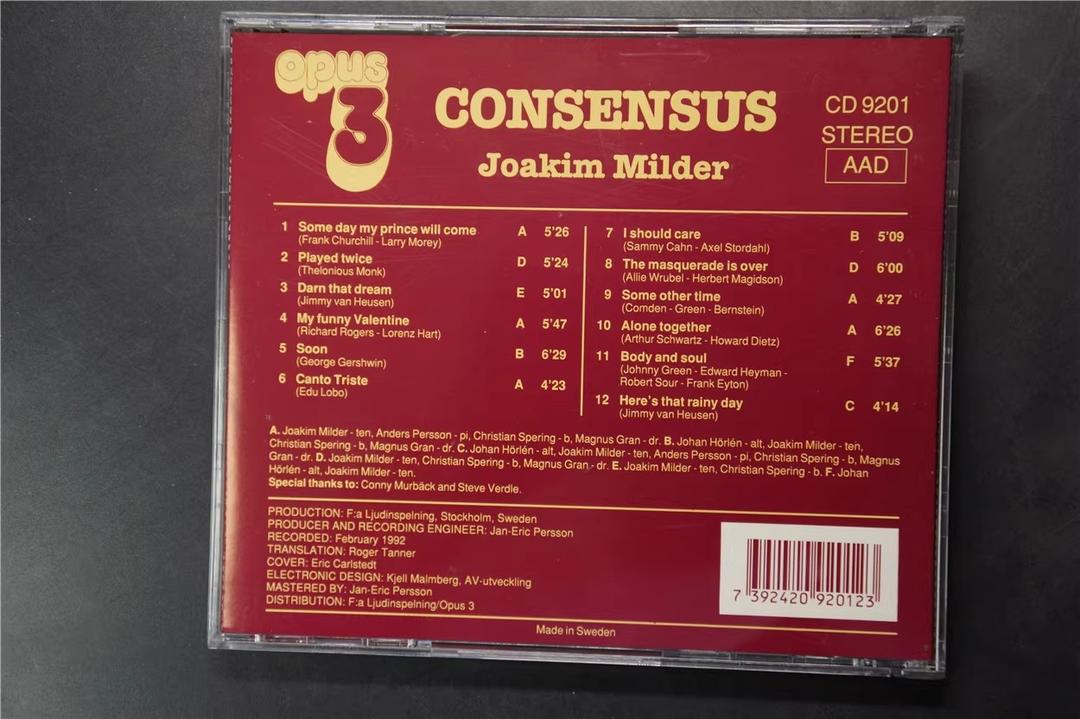 opus
3
CONSENSUS
Joakim Milder
CD 9201
STEREO
AAD
1 Some day my prince will come A 5'26
(Frank Churchill - Larry Morey)
2 Played twice D 5'24
(Thelonious Monk)
3 Darn that dream E 5'01
(Jimmy van Heusen)
4 My funny Valentine A 5'47
(Richard Rogers - Lorenz Hart)
5 Soon B 6'29
(George Gershwin)
6 Canto Triste A 4'23
(Edu Lobo)
7 I should care B 5'09
(Sammy Cahn - Axel Stordahl)
8 The masquerade is over D 6'00
(Allie Wrubel - Herbert Magidson)
9 Some other time A 4'27
(Comden - Green - Bernstein)
10 Alone together A 6'26
(Arthur Schwartz - Howard Dietz)
11 Body and soul F 5'37
(Johnny Green - Edward Heyman -
Robert Sour - Frank Eyton)
12 Here's that rainy day C 4'14
(Jimmy van Heusen)
A. Joakim Milder - ten, Anders Persson - pi, Christian Spering - b, Magnus Gran - dr. B. Johan Hörlén - alt, Joakim Milder - ten,
Christian Spering - b, Magnus Gran - dr. C. Johan Hörlén - alt, Joakim Milder - ten, Anders Persson - pi, Christian Spering - b, Magnus
Gran - dr. D. Joakim Milder - ten, Christian Spering - b, Magnus Gran - dr. E. Joakim Milder - ten, Christian Spering - b. F. Johan
Hörlén - alt, Joakim Milder - ten.
Special thanks to: Conny Murbäck and Steve Verdle.
PRODUCTION: F:a Ljudinspelning, Stockholm, Sweden
PRODUCER AND RECORDING ENGINEER: Jan-Eric Persson
RECORDED: February 1992
TRANSLATION: Roger Tanner
COVER: Eric Carlstedt
ELECTRONIC DESIGN: Kjell Malmberg, AV-utveckling
MASTERED BY: Jan-Eric Persson
DISTRIBUTION: F:a Ljudinspelning/Opus 3
7 392420 920123
Made in Sweden